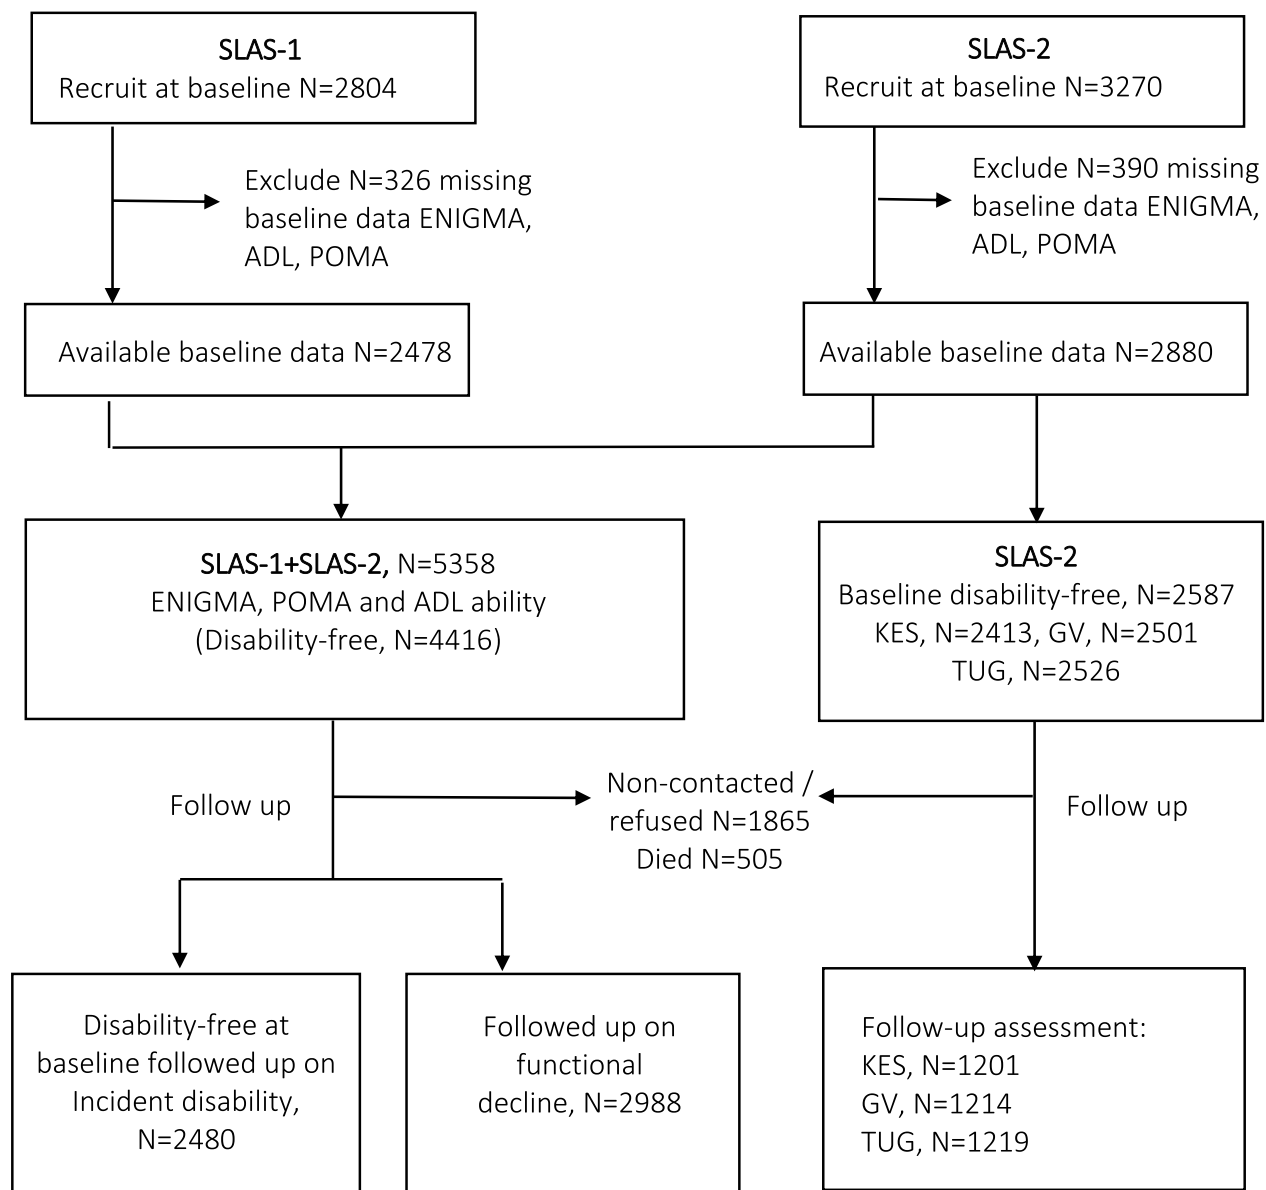 SLAS-1
Recruit at baseline N=2804
SLAS-2
Recruit at baseline N=3270
Exclude N=326 missing
baseline data ENIGMA,
ADL, POMA
Exclude N=390 missing
baseline data ENIGMA,
ADL, POMA
Available baseline data N=2478
Available baseline data N=2880
SLAS-1+SLAS-2, N=5358
ENIGMA, POMA and ADL ability
(Disability-free, N=4416)
SLAS-2
Baseline disability-free, N=2587
KES, N=2413, GV, N=2501
TUG, N=2526
Follow up
Non-contacted /
refused N=1865
Died N=505
Follow up
Disability-free at
baseline followed up on
Incident disability,
N=2480
Followed up on
functional
decline, N=2988
Follow-up assessment:
KES, N=1201
GV, N=1214
TUG, N=1219